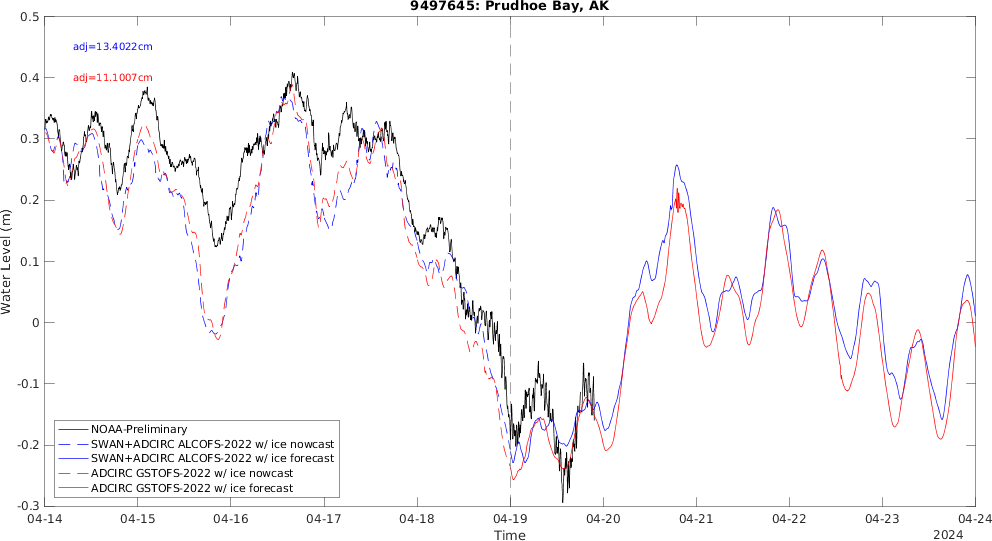 9497645: Prudhoe Bay, AK
0.5
adj=13.4022cm
0.4
adj=11.1007cm
0.3
0.2
0.1
0
-0.1
-0.2
-0.3
Water Level (m)
NOAA-Preliminary
SWAN+ADCIRC ALCOFS-2022 w/ ice nowcast
SWAN+ADCIRC ALCOFS-2022 w/ ice forecast
ADCIRC GSTOFS-2022 w/ ice nowcast
ADCIRC GSTOFS-2022 w/ ice forecast
04-14 04-15 04-16 04-17 04-18 04-19 04-20 04-21 04-22 04-23 04-24
Time
2024